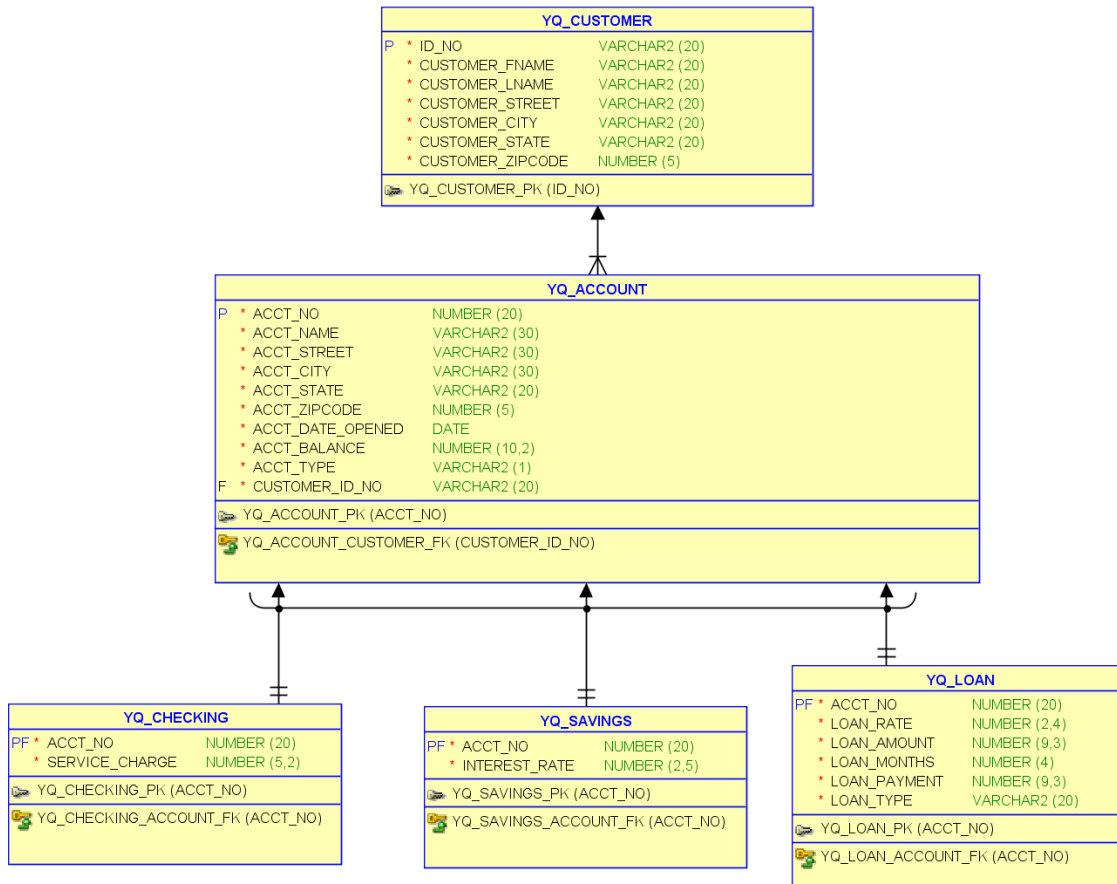 YQ_CUSTOMER
P * ID_NO VARCHAR2 (20)
* CUSTOMER_FNAME VARCHAR2 (20)
* CUSTOMER_LNAME VARCHAR2 (20)
* CUSTOMER_STREET VARCHAR2 (20)
* CUSTOMER_CITY VARCHAR2 (20)
* CUSTOMER_STATE VARCHAR2 (20)
* CUSTOMER_ZIPCODE NUMBER (5)
YQ_CUSTOMER_PK (ID_NO)
YQ_ACCOUNT
P * ACCT_NO NUMBER (20)
* ACCT_NAME VARCHAR2 (30)
* ACCT_STREET VARCHAR2 (30)
* ACCT_CITY VARCHAR2 (30)
* ACCT_STATE VARCHAR2 (20)
* ACCT_ZIPCODE NUMBER (5)
* ACCT_DATE_OPENED DATE
* ACCT_BALANCE NUMBER (10,2)
* ACCT_TYPE VARCHAR2 (1)
F * CUSTOMER_ID_NO VARCHAR2 (20)
YQ_ACCOUNT_PK (ACCT_NO)
YQ_ACCOUNT_CUSTOMER_FK (CUSTOMER_ID_NO)
YQ_CHECKING
PF * ACCT_NO NUMBER (20)
* SERVICE_CHARGE NUMBER (5,2)
YQ_CHECKING_PK (ACCT_NO)
YQ_CHECKING_ACCOUNT_FK (ACCT_NO)
YQ_SAVINGS
PF * ACCT_NO NUMBER (20)
* INTEREST_RATE NUMBER (2,5)
YQ_SAVINGS_PK (ACCT_NO)
YQ_SAVINGS_ACCOUNT_FK (ACCT_NO)
YQ_LOAN
PF * ACCT_NO NUMBER (20)
* LOAN_RATE NUMBER (2,4)
* LOAN_AMOUNT NUMBER (9,3)
* LOAN_MONTHS NUMBER (4)
* LOAN_PAYMENT NUMBER (9,3)
* LOAN_TYPE VARCHAR2 (20)
YQ_LOAN_PK (ACCT_NO)
YQ_LOAN_ACCOUNT_FK (ACCT_NO)